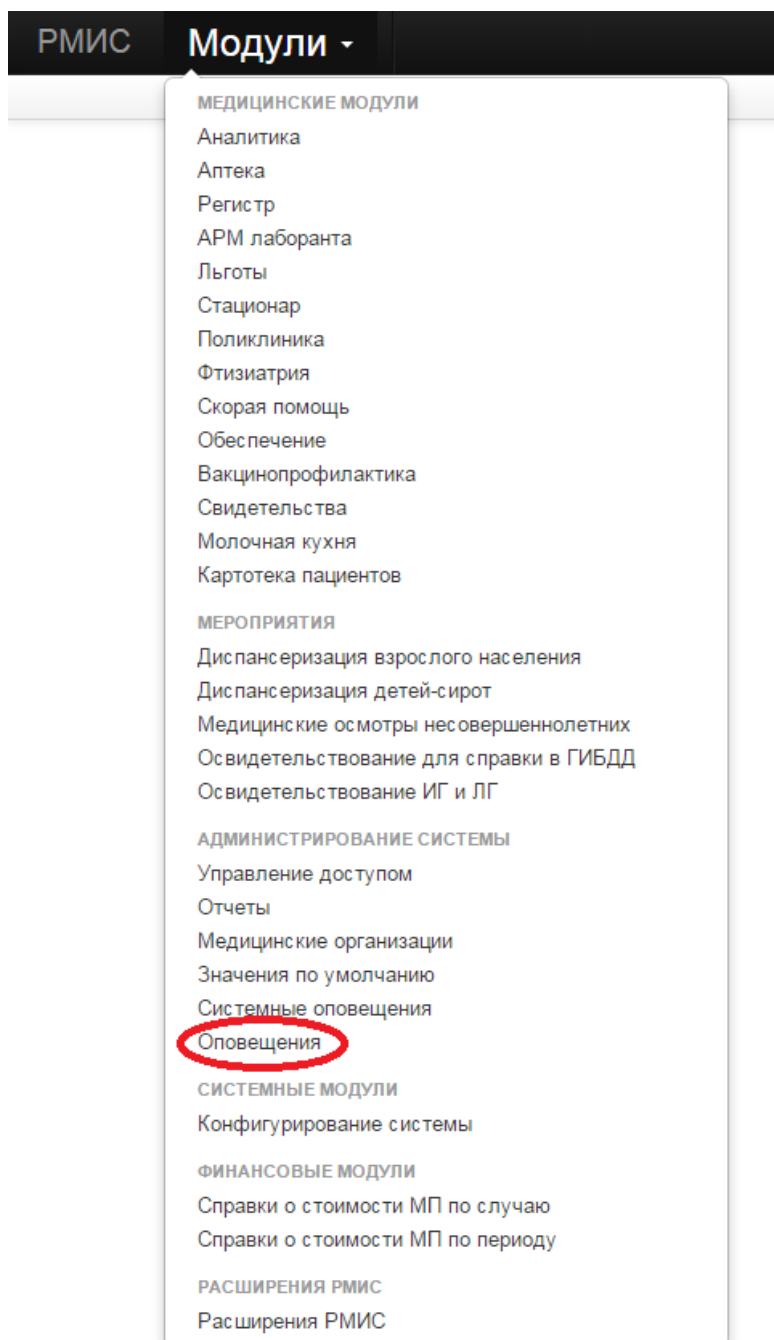 РМИС Модули
МЕДИЦИНСКИЕ МОДУЛИ
Аналитика
Аптека
Регистр
АРМ лаборанта
Льготы
Стационар
Поликлиника
Фтизиатрия
Скорая помощь
Обеспечение
Вакцинопрофилактика
Свидетельства
Молочная кухня
Картотека пациентов
МЕРОПРИЯТИЯ
Диспансеризация взрослого населения
Диспансеризация детей-сирот
Медицинские осмотры несовершеннолетних
Освидетельствование для справки в ГИБДД
Освидетельствование ИГ и ЛГ
АДМИНИСТРИРОВАНИЕ СИСТЕМЫ
Управление доступом
Отчеты
Медицинские организации
Значения по умолчанию
Системные оповещения
Оповещения
СИСТЕМНЫЕ МОДУЛИ
Конфигурирование системы
ФИНАНСОВЫЕ МОДУЛИ
Справки о стоимости МП по случаю
Справки о стоимости МП по периоду
РАСШИРЕНИЯ РМИС
Расширения РМИС